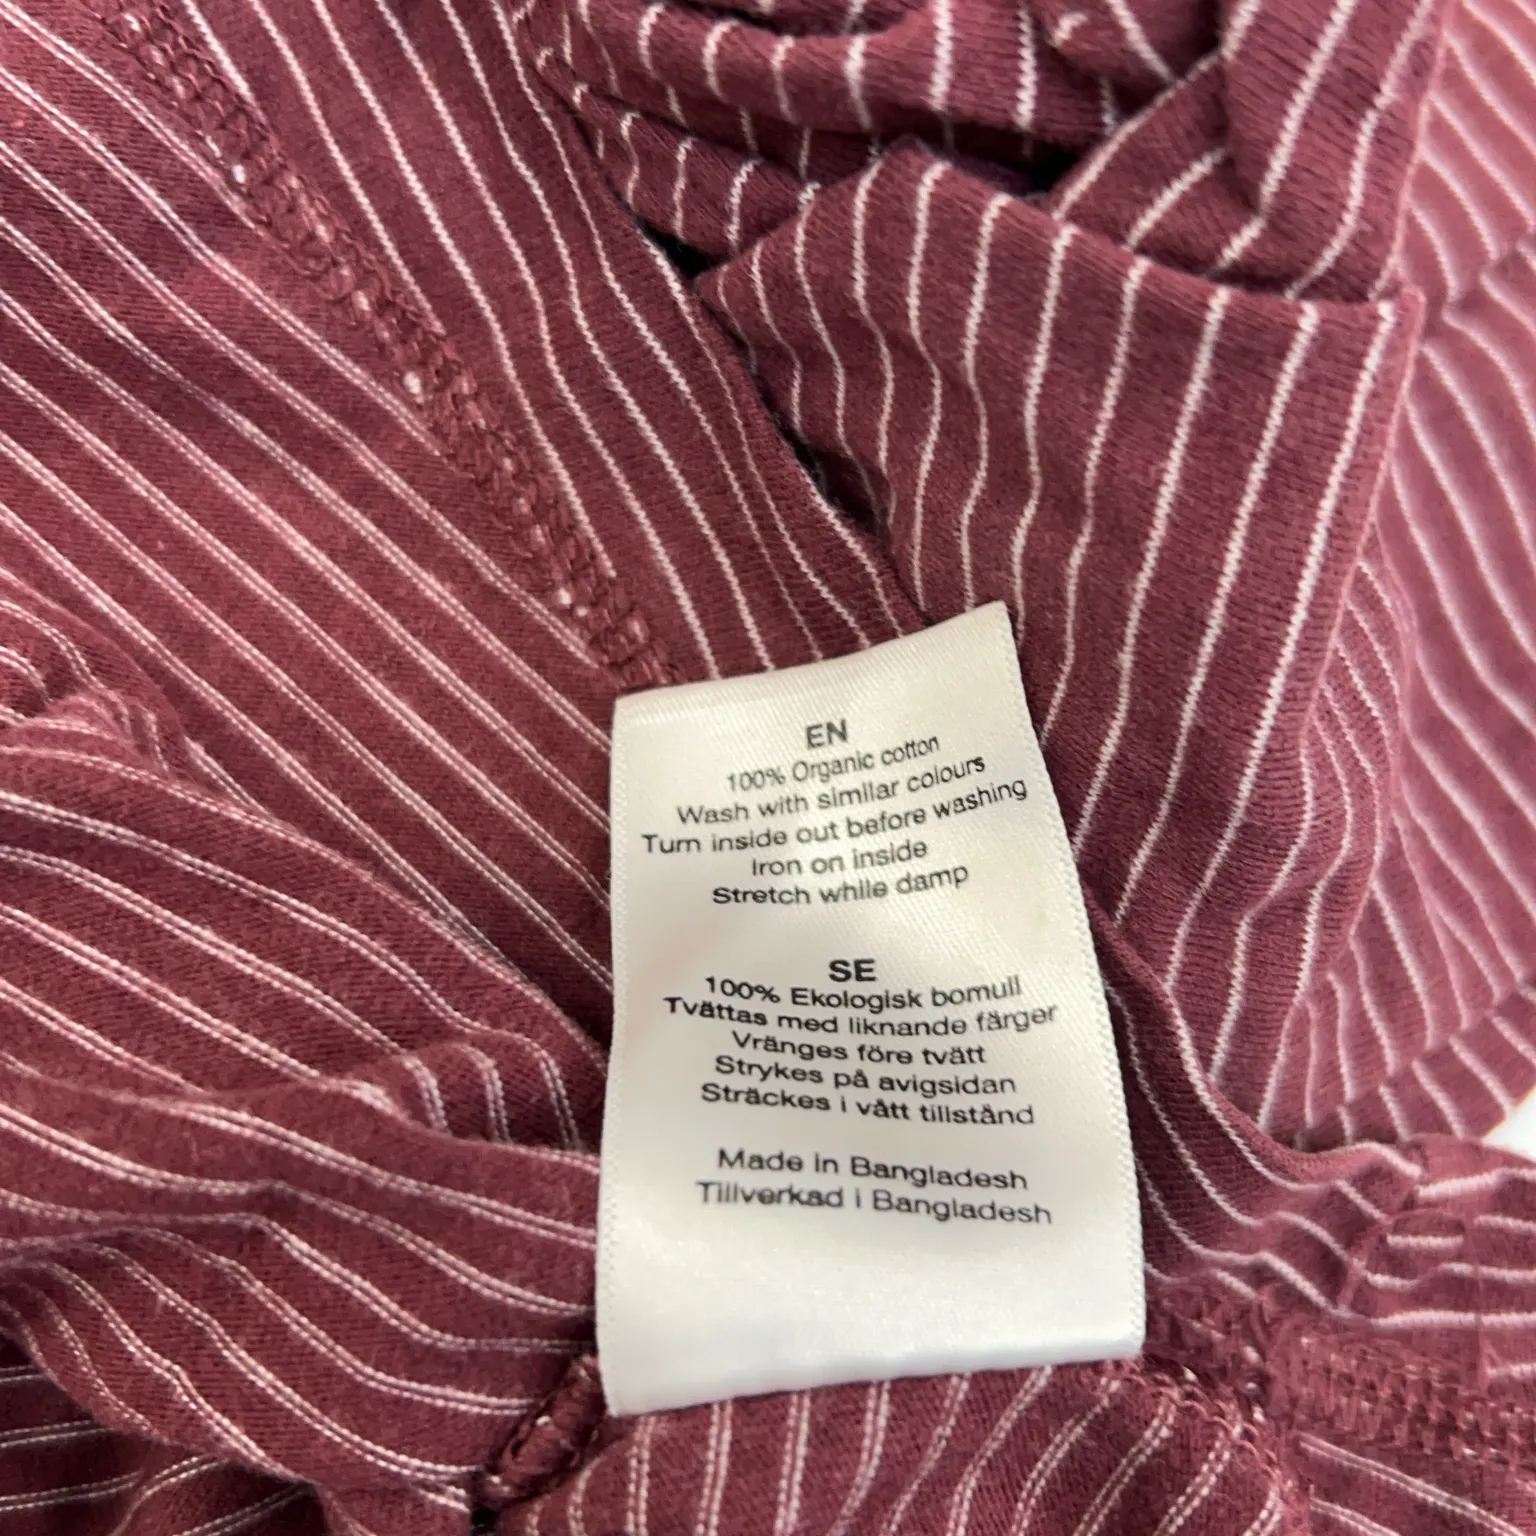 EN
100% Organic cotton
Wash with similar colours
Turn inside out before washing
Iron on inside
Stretch while damp
SE
100% Ekologisk bomull
Tvättas med liknande färger
Vränges före tvätt
Strykes på avigsidan
Sträckes i vått tillstånd
Made in Bangladesh
Tillverkad i Bangladesh